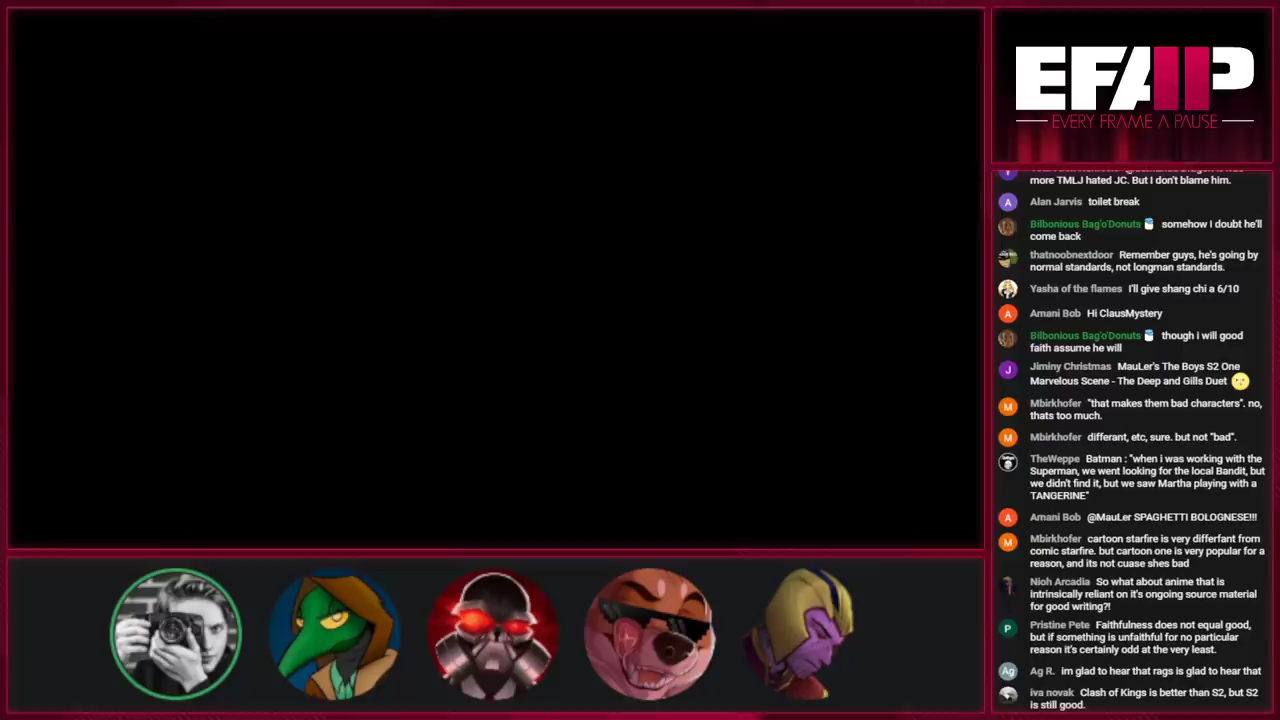 EFAP
EVERY FRAME A PAUSE
more TMLJ hated JC. But I don't blame him.
Alan Jarvis toilet break
Bilbonious Bag'o'Donuts somehow I doubt he'll
come back
thatnoobnextdoor Remember guys, he's going by
normal standards, not longman standards.
Yasha of the flames I'll give shang chi a 6/10
Amani Bob Hi ClausMystery
Bilbonious Bag'o'Donuts though i will good
faith assume he will
Jiminy Christmas MauLer's The Boys S2 One
Marvelous Scene - The Deep and Gills Duet
Mbirkhofer "that makes them bad characters". no,
thats too much.
Mbirkhofer differant, etc, sure. but not "bad".
TheWeppe Batman : "when i was working with the
Superman, we went looking for the local Bandit, but
we didn't find it, but we saw Martha playing with a
TANGERINE"
Amani Bob @MauLer SPAGHETTI BOLOGNESE!!!
Mbirkhofer cartoon starfire is very differfant from
comic starfire. but cartoon one is very popular for a
reason, and its not cuase shes bad
Nioh Arcadia So what about anime that is
intrinsically reliant on it's ongoing source material
for good writing?!
Pristine Pete Faithfulness does not equal good,
but if something is unfaithful for no particular
reason it's certainly odd at the very least.
Ag R. im glad to hear that rags is glad to hear that
iva novak Clash of Kings is better than S2, but S2
is still good.